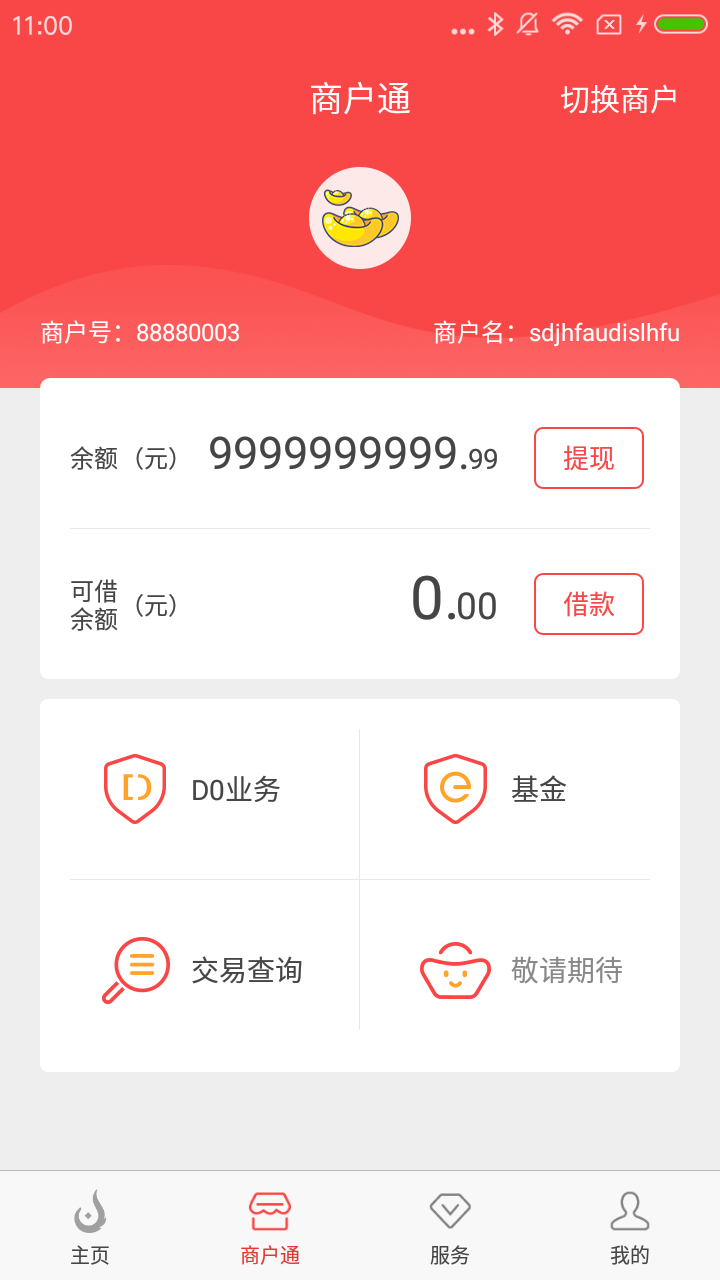 11:00
商户通
切换商户
商户号：88880003
商户名：sdjhfaudislhfu
余额（元）
9999999999.99
提现
可借
余额
（元）
0.00
借款
D0业务
基金
交易查询
敬请期待
主页
商户通
服务
我的